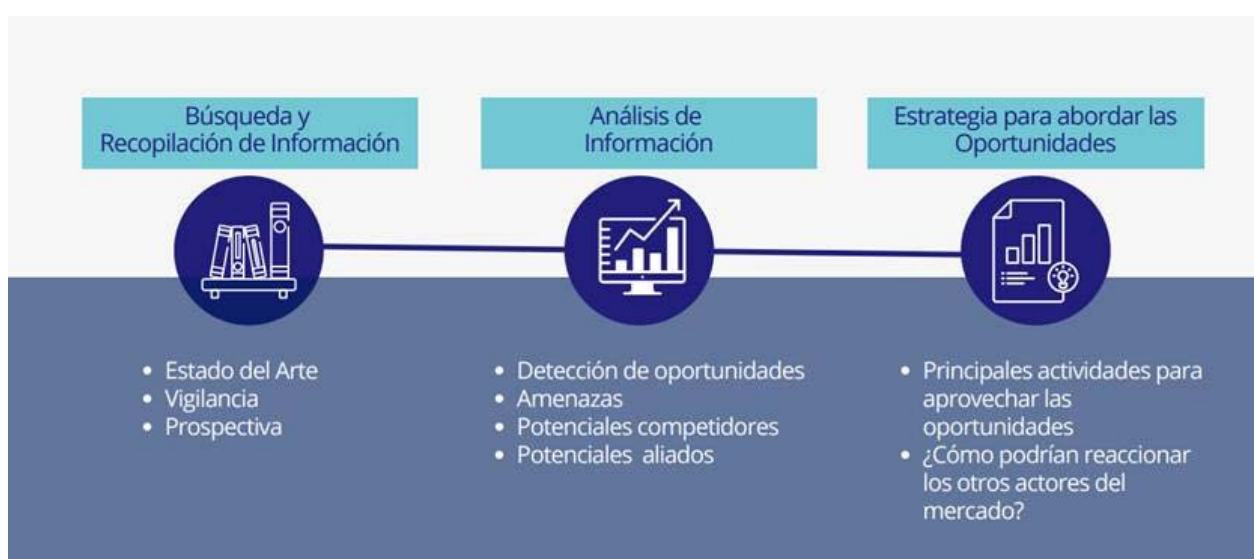 Búsqueda y
Recopilación de Información
Análisis de
Información
Estrategia para abordar las
Oportunidades
• Estado del Arte
• Vigilancia
• Prospectiva
• Detección de oportunidades
• Amenazas
• Potenciales competidores
• Potenciales aliados
• Principales actividades para
aprovechar las
oportunidades
• ¿Cómo podrían reaccionar
los otros actores del
mercado?